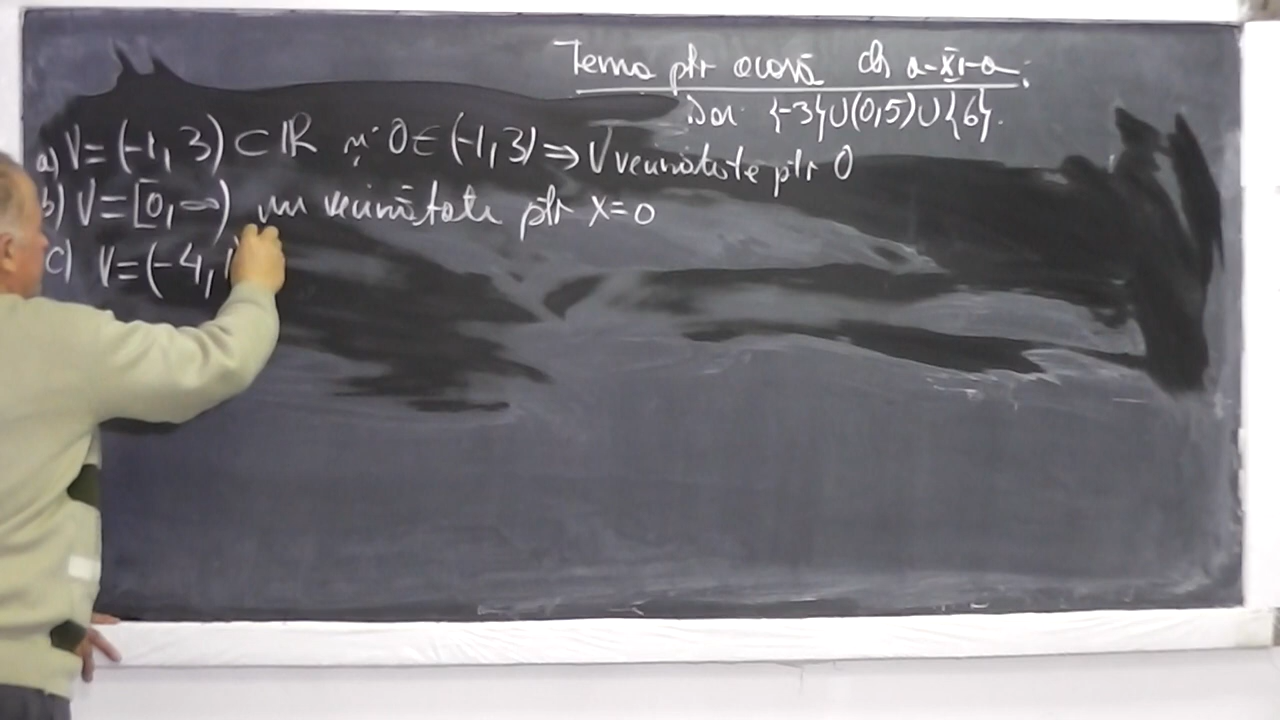 Tema ptr acasă cls a-XI-a:
Dar {-3}∪(0,5)∪{6}.
a) V=(-1,3)⊂ℝ și 0∈(-1,3)⇒V vecinătate ptr 0
b) V=[0,∞) nu vecinătate ptr x=0
c) V=(-4,1)